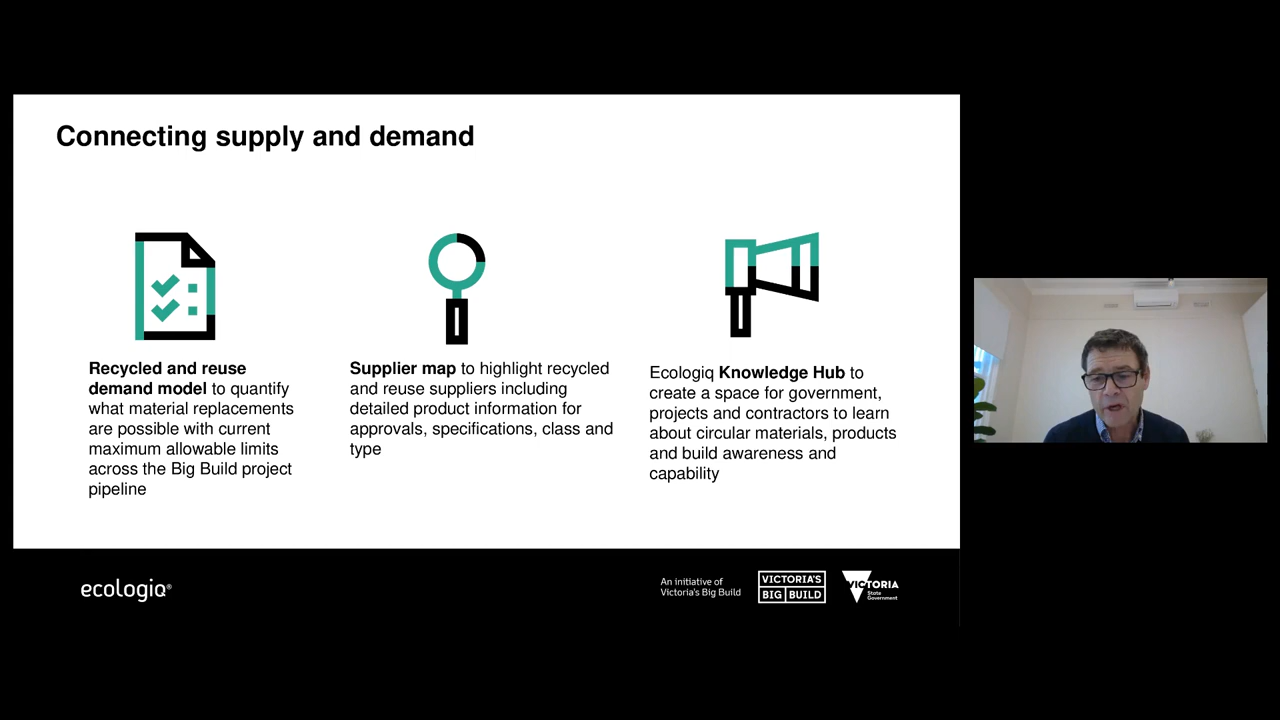 Connecting supply and demand
Recycled and reuse
demand model to quantify
what material replacements
are possible with current
maximum allowable limits
across the Big Build project
pipeline
Supplier map to highlight recycled
and reuse suppliers including
detailed product information for
approvals, specifications, class and
type
Ecologiq Knowledge Hub to
create a space for government,
projects and contractors to learn
about circular materials, products
and build awareness and
capability
ecologiq®
An initiative of
Victoria's Big Build
VICTORIA'S
BIG BUILD
VICTORIA
State
Government